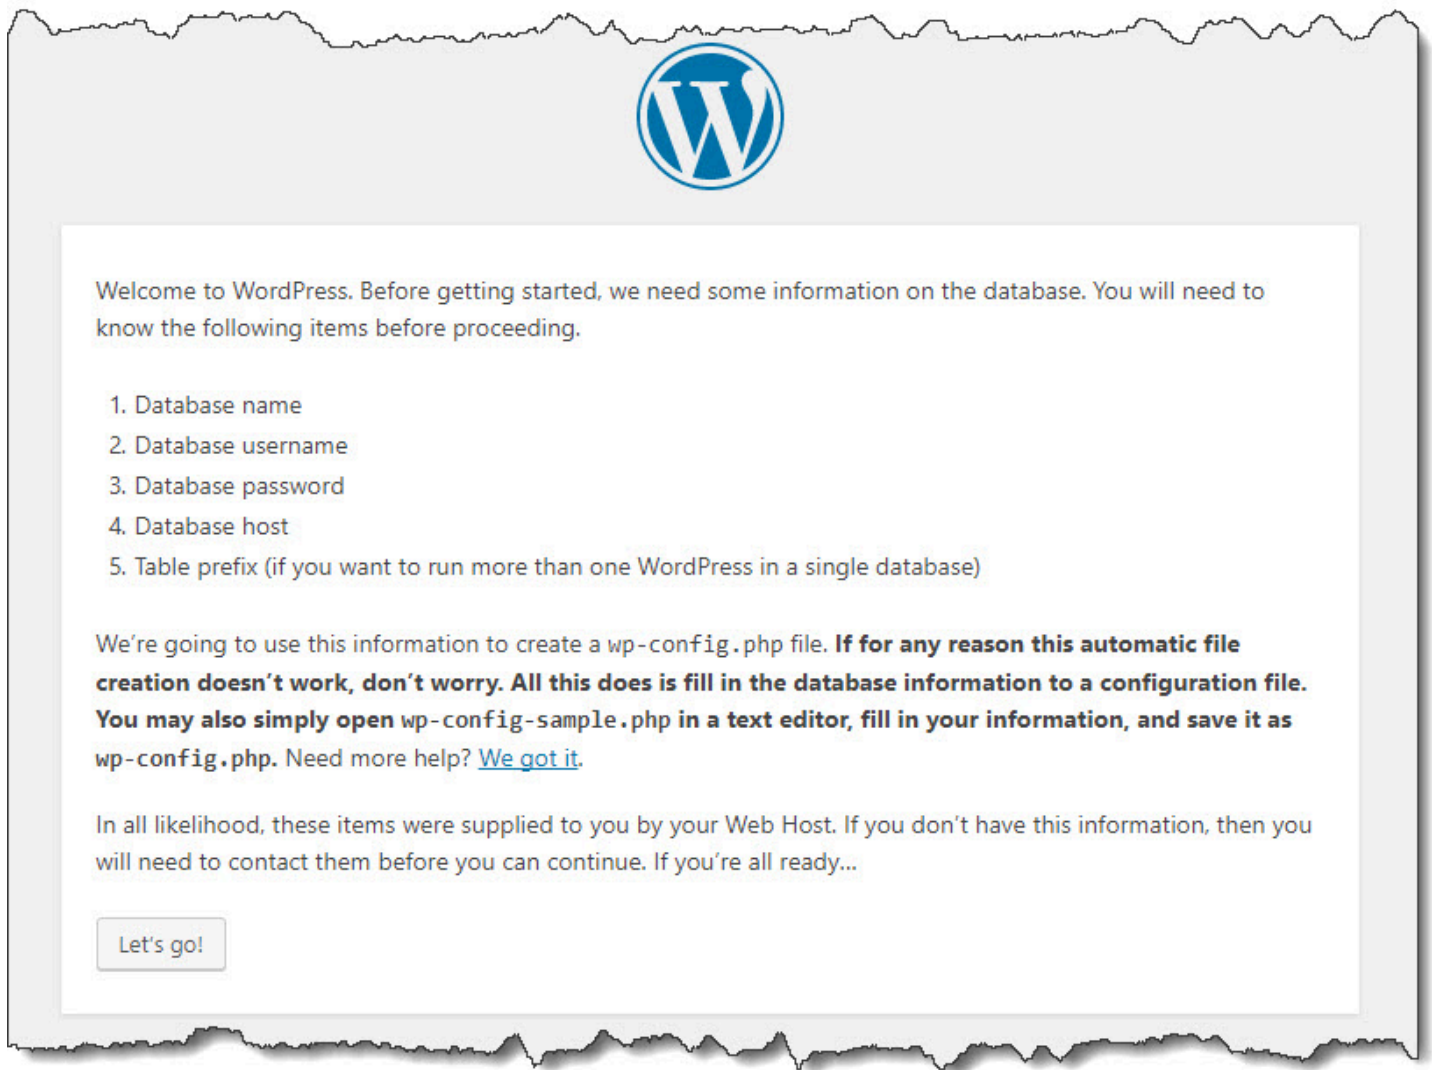 Welcome to WordPress. Before getting started, we need some information on the database. You will need to
know the following items before proceeding.
1. Database name
2. Database username
3. Database password
4. Database host
5. Table prefix (if you want to run more than one WordPress in a single database)
We’re going to use this information to create a wp-config.php file. If for any reason this automatic file
creation doesn’t work, don’t worry. All this does is fill in the database information to a configuration file.
You may also simply open wp-config-sample.php in a text editor, fill in your information, and save it as
wp-config.php. Need more help? We got it.
In all likelihood, these items were supplied to you by your Web Host. If you don’t have this information, then you
will need to contact them before you can continue. If you’re all ready…
Let's go!